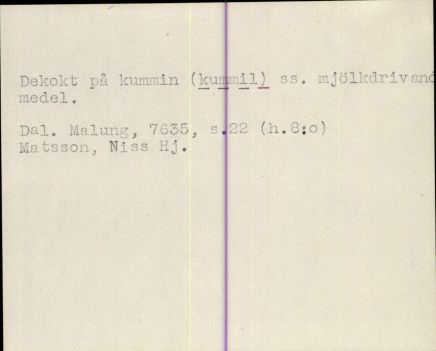 Dekokt på kummin (kummil) ss. mjölkdrivand
medel.
Dal. Malung, 7635, s.22 (h.8:o)
Matsson, Niss Hj.